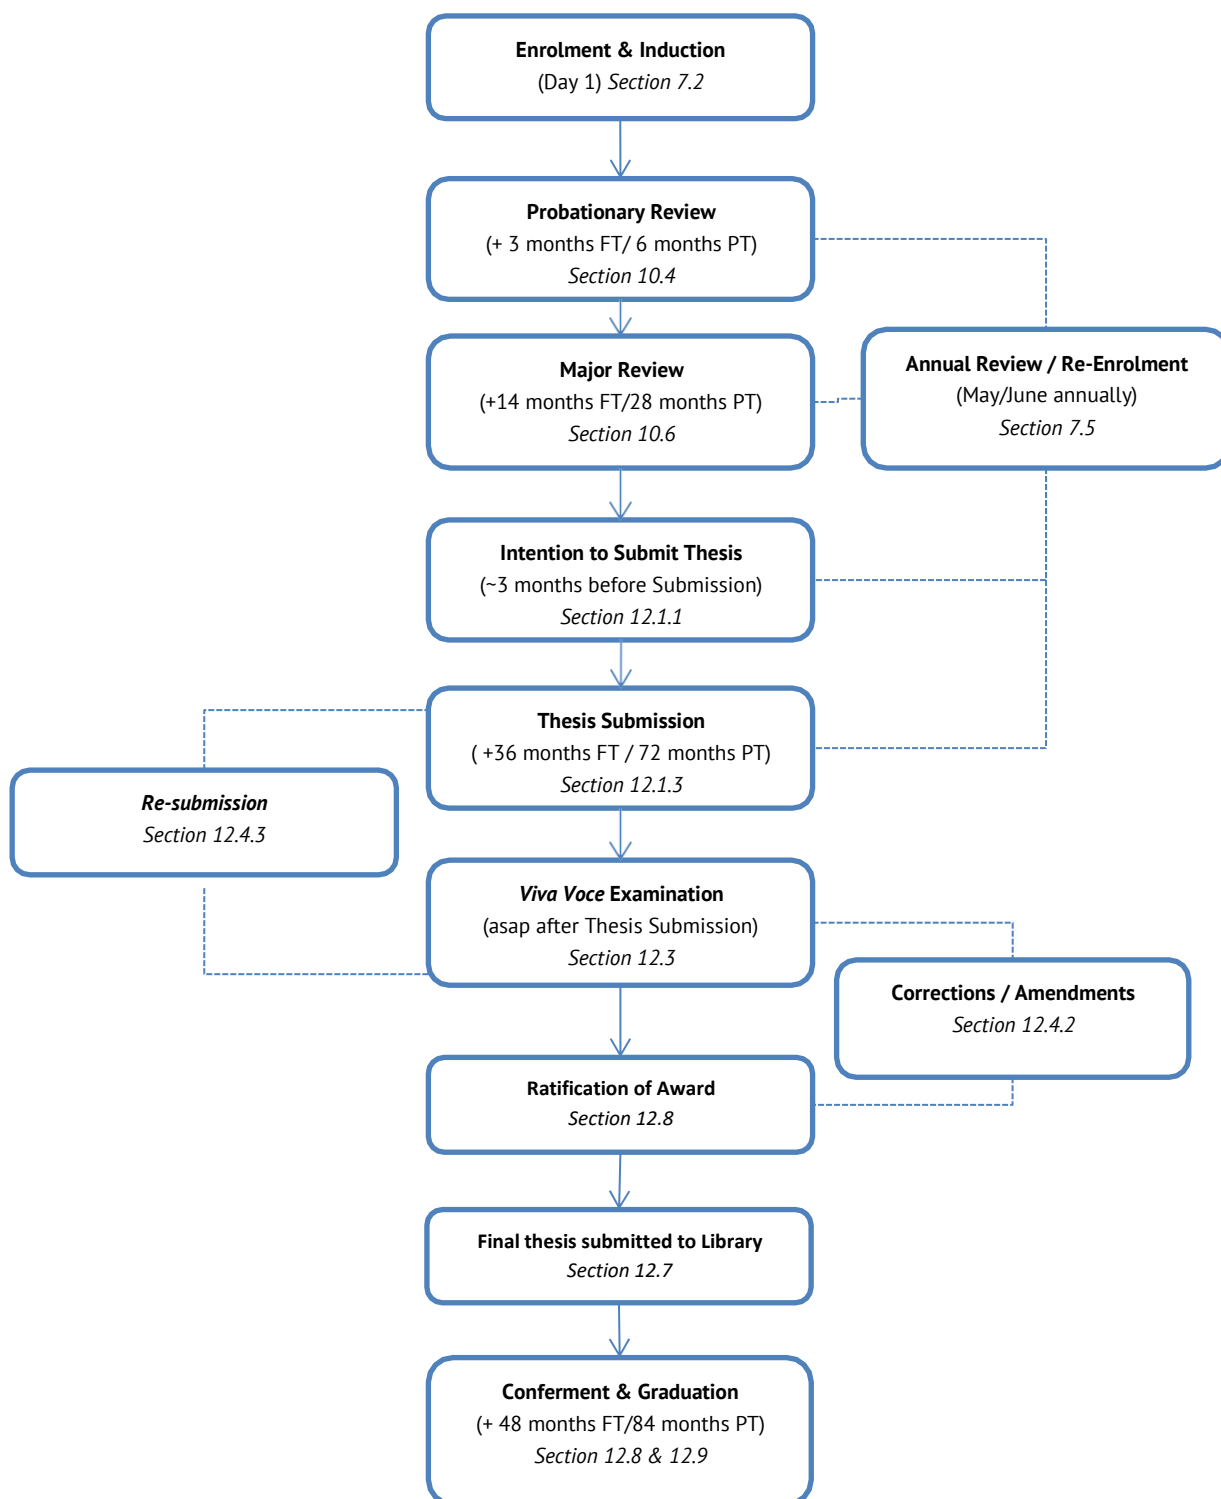 Enrolment & Induction
(Day 1) Section 7.2
Probationary Review
(+ 3 months FT/ 6 months PT)
Section 10.4
Major Review
(+14 months FT/28 months PT)
Section 10.6
Annual Review / Re-Enrolment
(May/June annually)
Section 7.5
Intention to Submit Thesis
(~3 months before Submission)
Section 12.1.1
Thesis Submission
( +36 months FT / 72 months PT)
Section 12.1.3
Re-submission
Section 12.4.3
Viva Voce Examination
(asap after Thesis Submission)
Section 12.3
Corrections / Amendments
Section 12.4.2
Ratification of Award
Section 12.8
Final thesis submitted to Library
Section 12.7
Conferment & Graduation
(+ 48 months FT/84 months PT)
Section 12.8 & 12.9